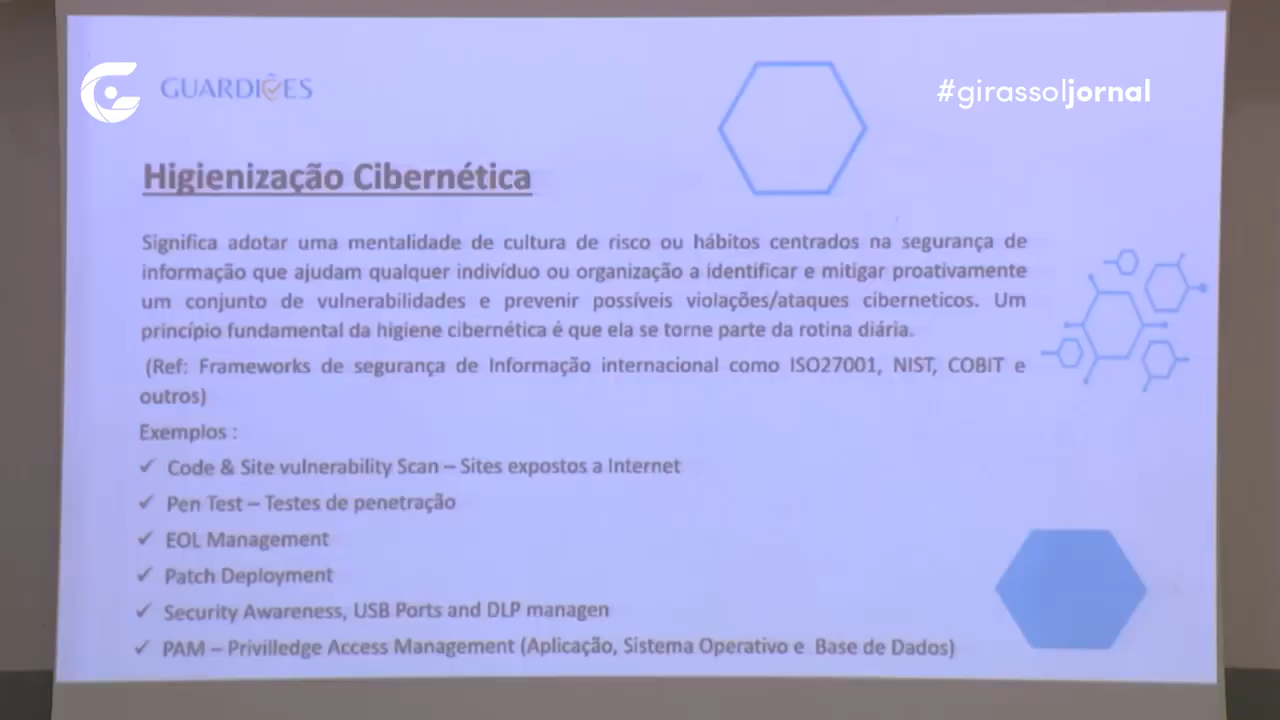 GUARDIÕES
#girassoljornal
Higienização Cibernética
Significa adotar uma mentalidade de cultura de risco ou hábitos centrados na segurança de
informação que ajudam qualquer indivíduo ou organização a identificar e mitigar proativamente
um conjunto de vulnerabilidades e prevenir possíveis violações/ataques ciberneticos. Um
princípio fundamental da higiene cibernética é que ela se torne parte da rotina diária.
(Ref: Frameworks de segurança de Informação internacional como ISO27001, NIST, COBIT e
outros)
Exemplos :
✓ Code & Site vulnerability Scan – Sites expostos a Internet
✓ Pen Test – Testes de penetração
✓ EOL Management
✓ Patch Deployment
✓ Security Awareness, USB Ports and DLP managen
✓ PAM – Privilledge Access Management (Aplicação, Sistema Operativo e Base de Dados)